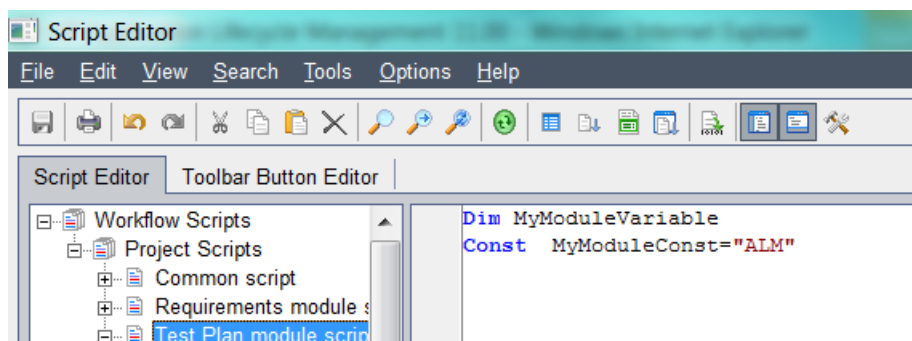 Script Editor
File Edit View Search Tools Options Help
Script Editor Toolbar Button Editor
Workflow Scripts
Project Scripts
Common script
Requirements module
Test Plan module scrip
Dim MyModuleVariable
Const MyModuleConst="ALM"